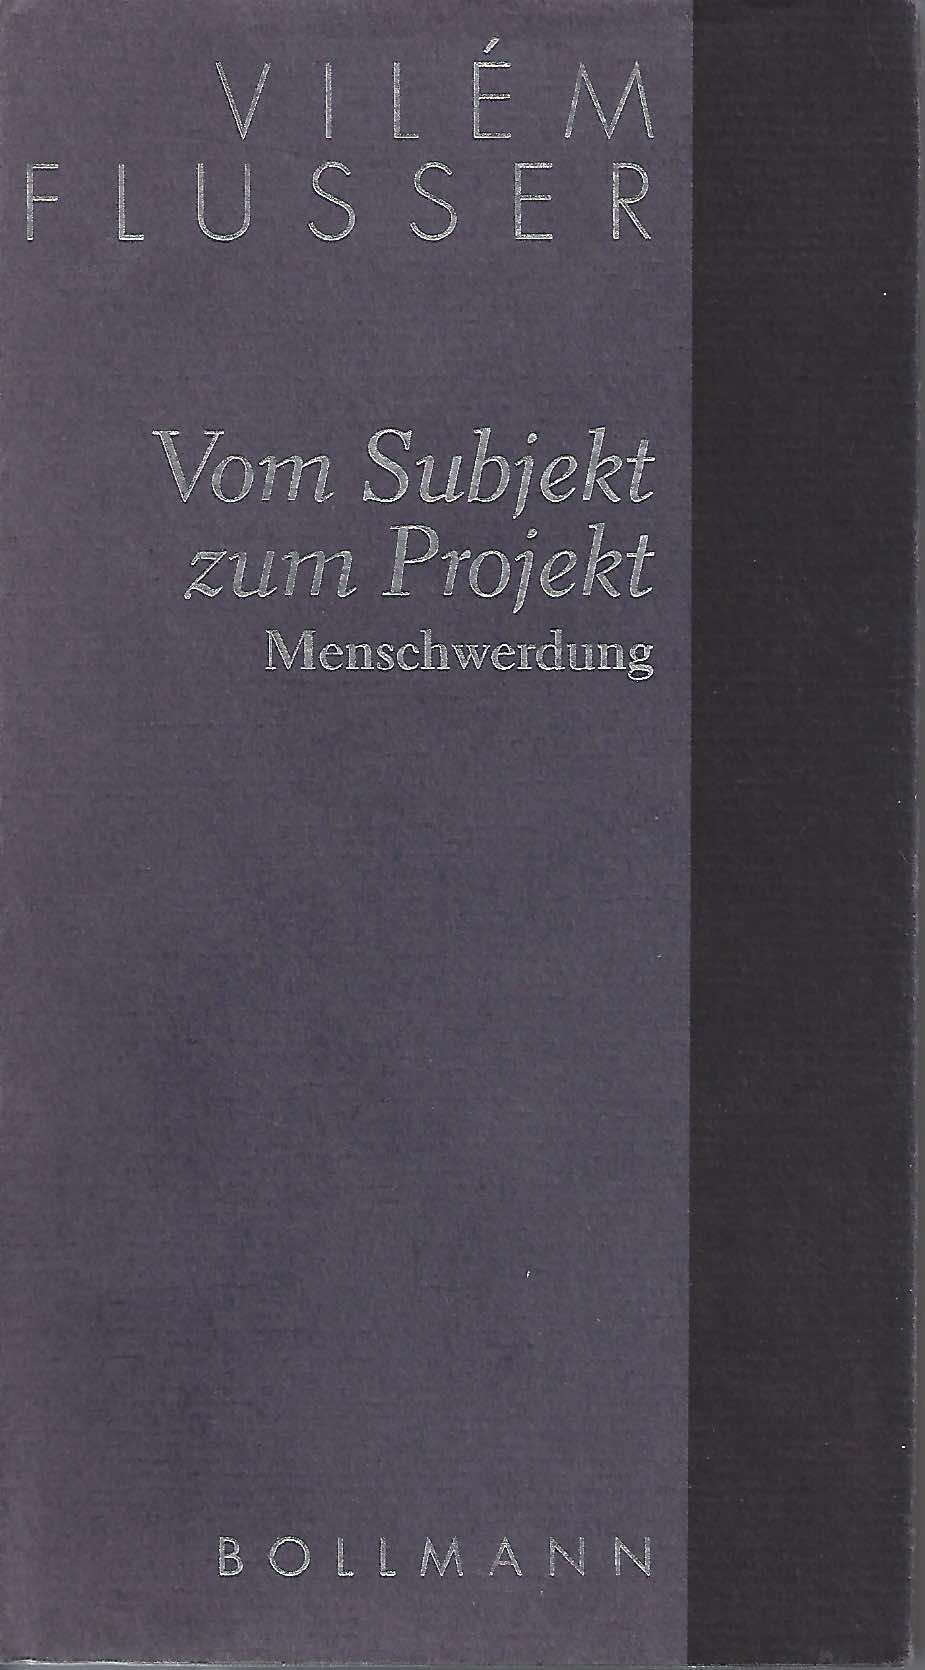 VILÉM
FLUSSER
Vom Subjekt
zum Projekt
Menschwerdung
BOLLMANN